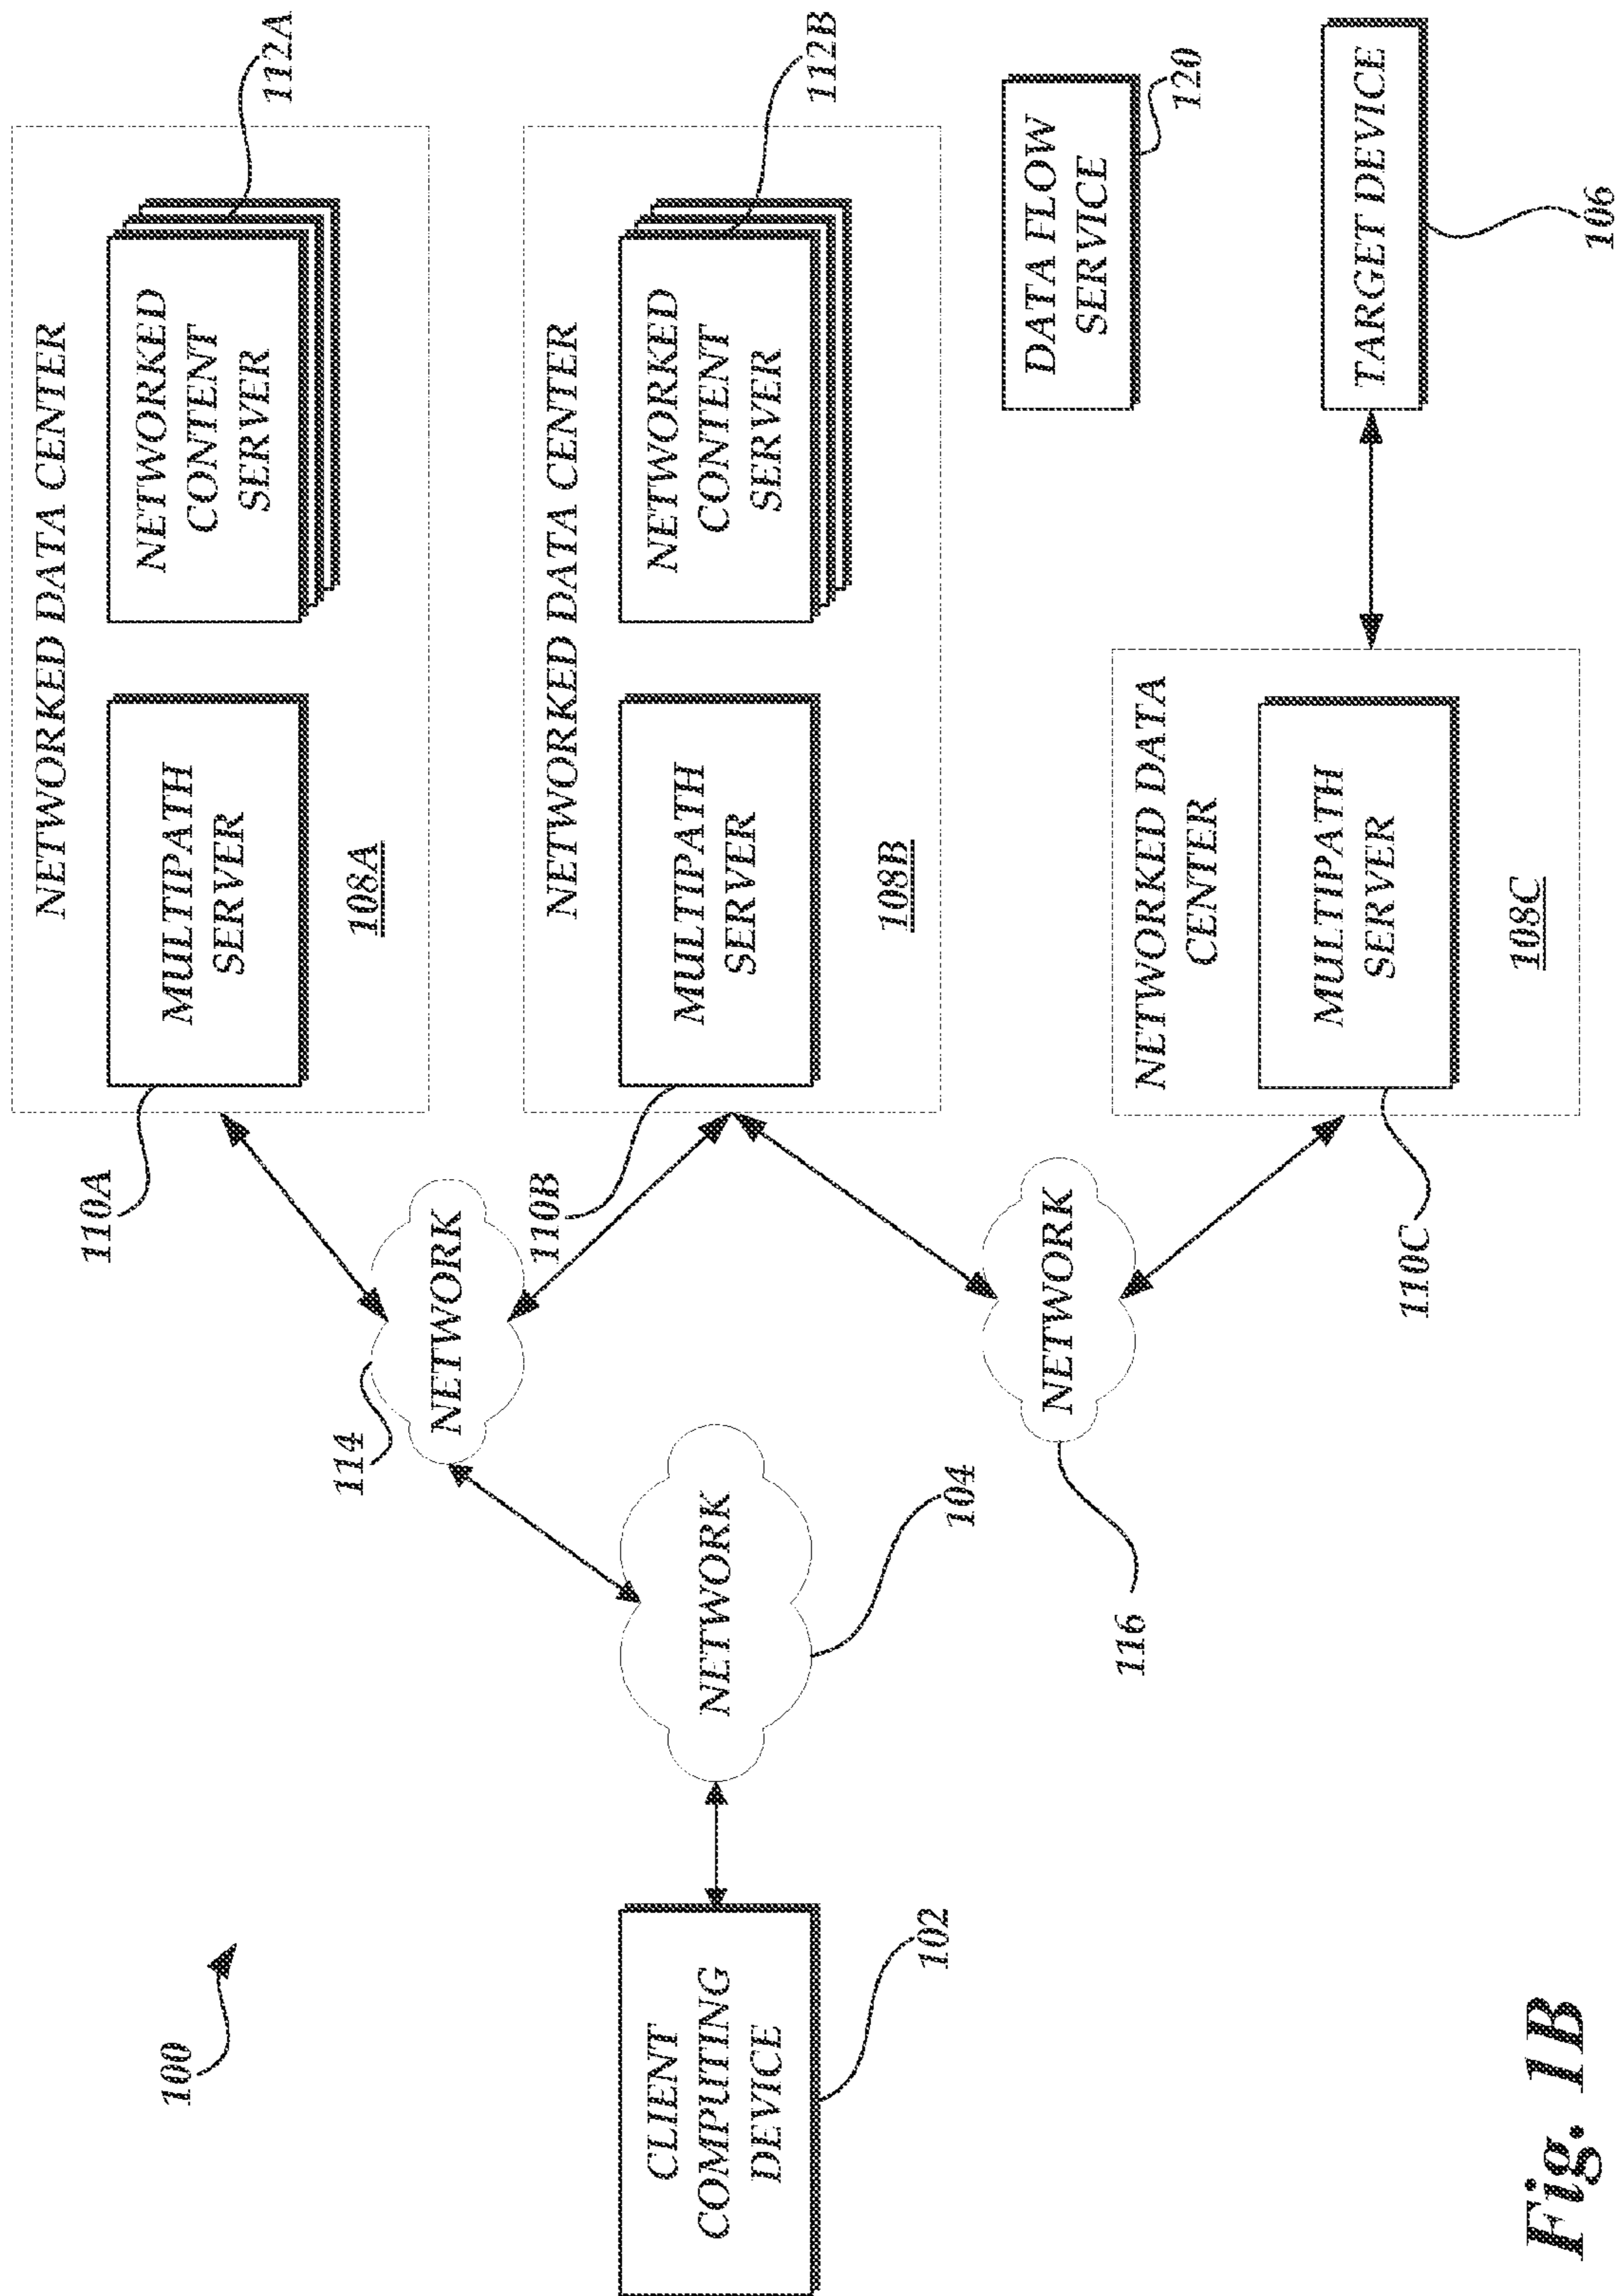 100
CLIENT
COMPUTING
DEVICE
102
NETWORK
104
114
NETWORK
NETWORK
116
NETWORKED DATA CENTER
110A
MULTIPATH
SERVER
NETWORKED
CONTENT
SERVER
112A
108A
NETWORKED DATA CENTER
110B
MULTIPATH
SERVER
NETWORKED
CONTENT
SERVER
112B
108B
DATA FLOW
SERVICE
120
NETWORKED DATA
CENTER
MULTIPATH
SERVER
110C
108C
TARGET DEVICE
106
Fig. 1B